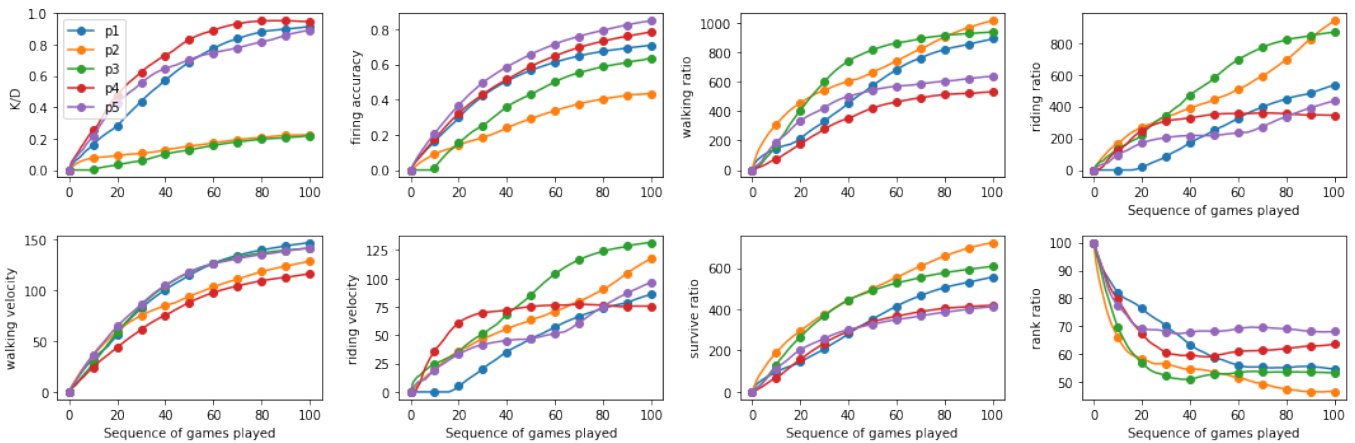 1.0
0.8
0.6
0.4
0.2
0.0
K/D
p1
p2
p3
p4
p5
0 20 40 60 80 100
0.8
0.6
0.4
0.2
0.0
firing accuracy
0 20 40 60 80 100
1000
800
600
400
200
0
walking ratio
0 20 40 60 80 100
800
600
400
200
0
riding ratio
0 20 40 60 80 100
Sequence of games played
150
100
50
0
walking velocity
0 20 40 60 80 100
Sequence of games played
125
100
75
50
25
0
riding velocity
0 20 40 60 80 100
Sequence of games played
600
400
200
0
survive ratio
0 20 40 60 80 100
Sequence of games played
100
90
80
70
60
50
rank ratio
0 20 40 60 80 100
Sequence of games played